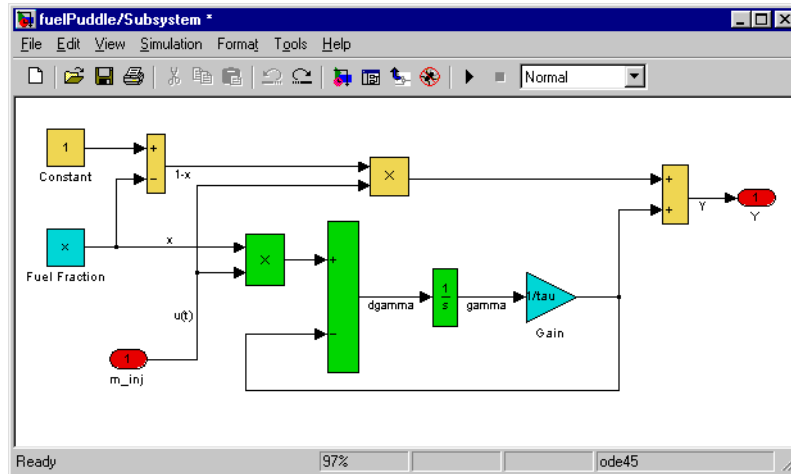 fuelPuddle/Subsystem *
File Edit View Simulation Format Tools Help
Normal
1
Constant
+
−
1-x
×
+
+
Y
1
Y
x
Fuel Fraction
x
×
+
−
dgamma
1
s
gamma
1/tau
Gain
u(t)
1
m_inj
Ready 97% ode45